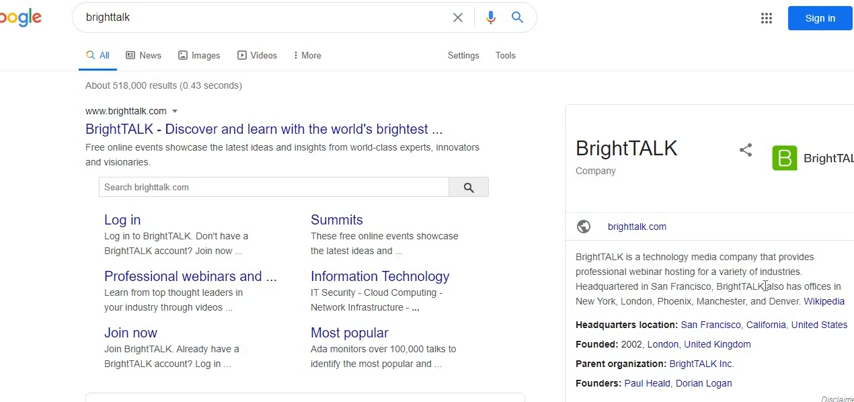 oogle
brighttalk
Sign in
All
News
Images
Videos
More
Settings
Tools
About 518,000 results (0.43 seconds)
www.brighttalk.com
BrightTALK - Discover and learn with the world's brightest ...
Free online events showcase the latest ideas and insights from world-class experts, innovators
and visionaries.
Search brighttalk.com
Log in
Log in to BrightTALK. Don't have a
BrightTALK account? Join now ...
Summits
These free online events showcase
the latest ideas and ...
Professional webinars and ...
Learn from top thought leaders in
your industry through videos ...
Information Technology
IT Security - Cloud Computing -
Network Infrastructure - ...
Join now
Join BrightTALK. Already have a
BrightTALK account? Log in ...
Most popular
Ada monitors over 100,000 talks to
identify the most popular and ...
BrightTALK
Company
B BrightTAL
brighttalk.com
BrightTALK is a technology media company that provides
professional webinar hosting for a variety of industries.
Headquartered in San Francisco, BrightTALK also has offices in
New York, London, Phoenix, Manchester, and Denver. Wikipedia
Headquarters location: San Francisco, California, United States
Founded: 2002, London, United Kingdom
Parent organization: BrightTALK Inc.
Founders: Paul Heald, Dorian Logan
Disclaime